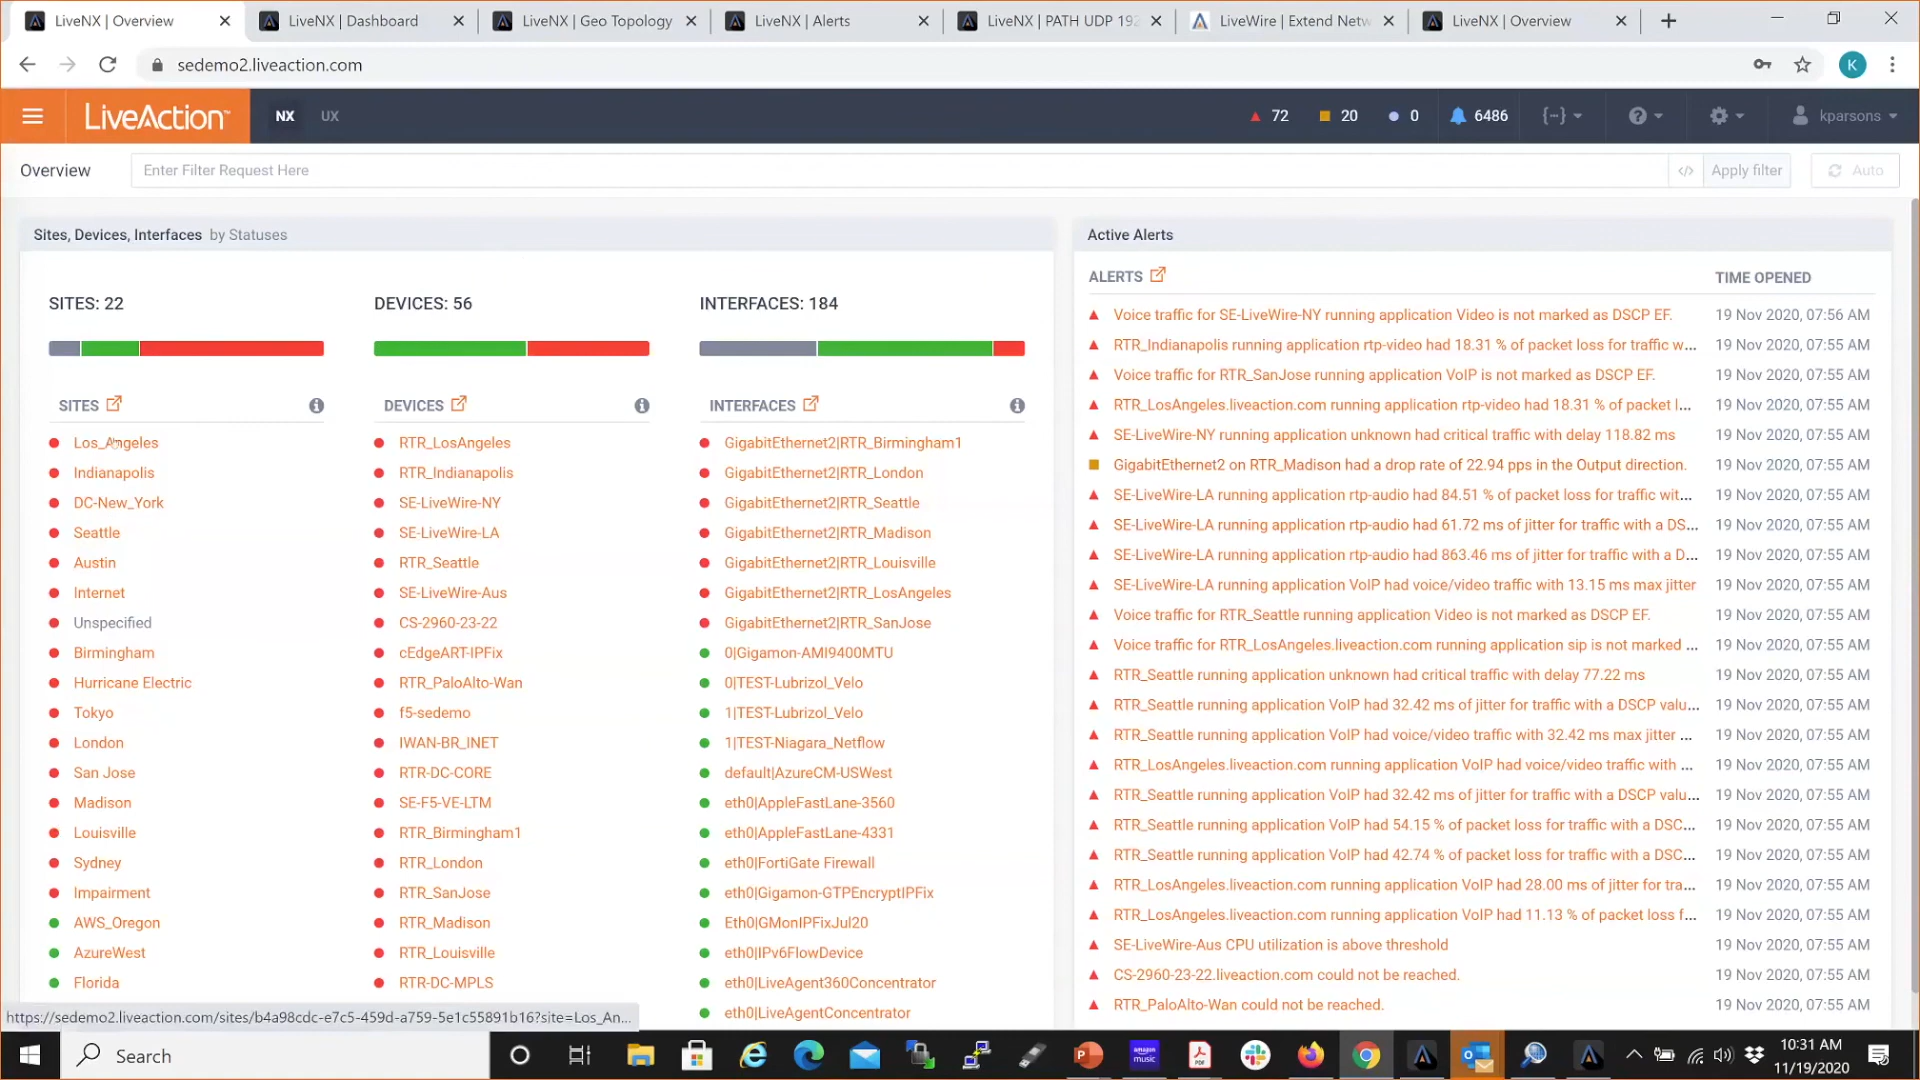 LiveNX | Overview
LiveNX | Dashboard
LiveNX | Geo Topology
LiveNX | Alerts
LiveNX | PATH UDP 192
LiveWire | Extend Netw
LiveNX | Overview
sedemo2.liveaction.com
K
LiveAction
NX
UX
72
20
0
6486
kparsons
Overview
Enter Filter Request Here
Apply filter
Auto
Sites, Devices, Interfaces by Statuses
SITES: 22
DEVICES: 56
INTERFACES: 184
SITES
Los_Angeles
Indianapolis
DC-New_York
Seattle
Austin
Internet
Unspecified
Birmingham
Hurricane Electric
Tokyo
London
San Jose
Madison
Louisville
Sydney
Impairment
AWS_Oregon
AzureWest
Florida
DEVICES
RTR_LosAngeles
RTR_Indianapolis
SE-LiveWire-NY
SE-LiveWire-LA
RTR_Seattle
SE-LiveWire-Aus
CS-2960-23-22
cEdgeART-IPFix
RTR_PaloAlto-Wan
f5-sedemo
IWAN-BR_INET
RTR-DC-CORE
SE-F5-VE-LTM
RTR_Birmingham1
RTR_London
RTR_SanJose
RTR_Madison
RTR_Louisville
RTR-DC-MPLS
INTERFACES
GigabitEthernet2|RTR_Birmingham1
GigabitEthernet2|RTR_London
GigabitEthernet2|RTR_Seattle
GigabitEthernet2|RTR_Madison
GigabitEthernet2|RTR_Louisville
GigabitEthernet2|RTR_LosAngeles
GigabitEthernet2|RTR_SanJose
0|Gigamon-AMI9400MTU
0|TEST-Lubrizol_Velo
1|TEST-Lubrizol_Velo
1|TEST-Niagara_Netflow
default|AzureCM-USWest
eth0|AppleFastLane-3560
eth0|AppleFastLane-4331
eth0|FortiGate Firewall
eth0|Gigamon-GTPEncryptIPFix
Eth0|GMonIPFixJul20
eth0|IPv6FlowDevice
eth0|LiveAgent360Concentrator
eth0|LiveAgentConcentrator
Active Alerts
ALERTS TIME OPENED
Voice traffic for SE-LiveWire-NY running application Video is not marked as DSCP EF. 19 Nov 2020, 07:56 AM
RTR_Indianapolis running application rtp-video had 18.31 % of packet loss for traffic w... 19 Nov 2020, 07:55 AM
Voice traffic for RTR_SanJose running application VoIP is not marked as DSCP EF. 19 Nov 2020, 07:55 AM
RTR_LosAngeles.liveaction.com running application rtp-video had 18.31 % of packet l... 19 Nov 2020, 07:55 AM
SE-LiveWire-NY running application unknown had critical traffic with delay 118.82 ms 19 Nov 2020, 07:55 AM
GigabitEthernet2 on RTR_Madison had a drop rate of 22.94 pps in the Output direction. 19 Nov 2020, 07:55 AM
SE-LiveWire-LA running application rtp-audio had 84.51 % of packet loss for traffic wit... 19 Nov 2020, 07:55 AM
SE-LiveWire-LA running application rtp-audio had 61.72 ms of jitter for traffic with a DS... 19 Nov 2020, 07:55 AM
SE-LiveWire-LA running application rtp-audio had 863.46 ms of jitter for traffic with a D... 19 Nov 2020, 07:55 AM
SE-LiveWire-LA running application VoIP had voice/video traffic with 13.15 ms max jitter 19 Nov 2020, 07:55 AM
Voice traffic for RTR_Seattle running application Video is not marked as DSCP EF. 19 Nov 2020, 07:55 AM
Voice traffic for RTR_LosAngeles.liveaction.com running application sip is not marked ... 19 Nov 2020, 07:55 AM
RTR_Seattle running application unknown had critical traffic with delay 77.22 ms 19 Nov 2020, 07:55 AM
RTR_Seattle running application VoIP had 32.42 ms of jitter for traffic with a DSCP valu... 19 Nov 2020, 07:55 AM
RTR_Seattle running application VoIP had voice/video traffic with 32.42 ms max jitter ... 19 Nov 2020, 07:55 AM
RTR_LosAngeles.liveaction.com running application VoIP had voice/video traffic with ... 19 Nov 2020, 07:55 AM
RTR_Seattle running application VoIP had 32.42 ms of jitter for traffic with a DSCP valu... 19 Nov 2020, 07:55 AM
RTR_Seattle running application VoIP had 54.15 % of packet loss for traffic with a DSC... 19 Nov 2020, 07:55 AM
RTR_Seattle running application VoIP had 42.74 % of packet loss for traffic with a DSC... 19 Nov 2020, 07:55 AM
RTR_LosAngeles.liveaction.com running application VoIP had 28.00 ms of jitter for tra... 19 Nov 2020, 07:55 AM
RTR_LosAngeles.liveaction.com running application VoIP had 11.13 % of packet loss f... 19 Nov 2020, 07:55 AM
SE-LiveWire-Aus CPU utilization is above threshold 19 Nov 2020, 07:55 AM
CS-2960-23-22.liveaction.com could not be reached. 19 Nov 2020, 07:55 AM
RTR_PaloAlto-Wan could not be reached. 19 Nov 2020, 07:55 AM
https://sedemo2.liveaction.com/sites/b4a98cdc-e7c5-459d-a759-5e1c55891b16?site=Los_An...
Search
10:31 AM
11/19/2020